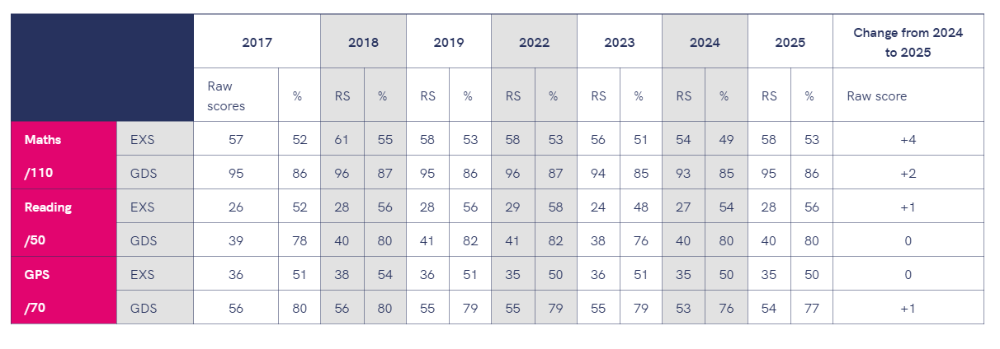 2017 2018 2019 2022 2023 2024 2025 Change from 2024
to 2025
Raw
scores % RS % RS % RS % RS % RS % RS % Raw score
Maths EXS 57 52 61 55 58 53 58 53 56 51 54 49 58 53 +4
/110 GDS 95 86 96 87 95 86 96 87 94 85 93 85 95 86 +2
Reading EXS 26 52 28 56 28 56 29 58 24 48 27 54 28 56 +1
/50 GDS 39 78 40 80 41 82 41 82 38 76 40 80 40 80 0
GPS EXS 36 51 38 54 36 51 35 50 36 51 35 50 35 50 0
/70 GDS 56 80 56 80 55 79 55 79 55 79 53 76 54 77 +1